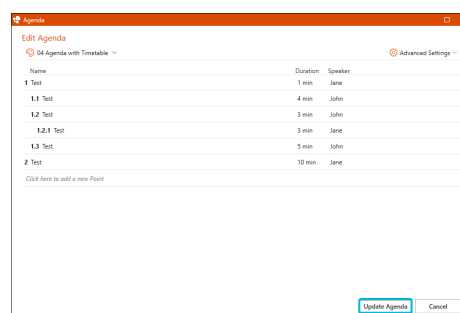 Agenda
Edit Agenda
04 Agenda with Timetable
Advanced Settings
Name Duration Speaker
1 Test 1 min Jane
1.1 Test 4 min John
1.2 Test 3 min John
1.2.1 Test 3 min Jane
1.3 Test 5 min John
2 Test 10 min Jane
Click here to add a new Point
Update Agenda Cancel